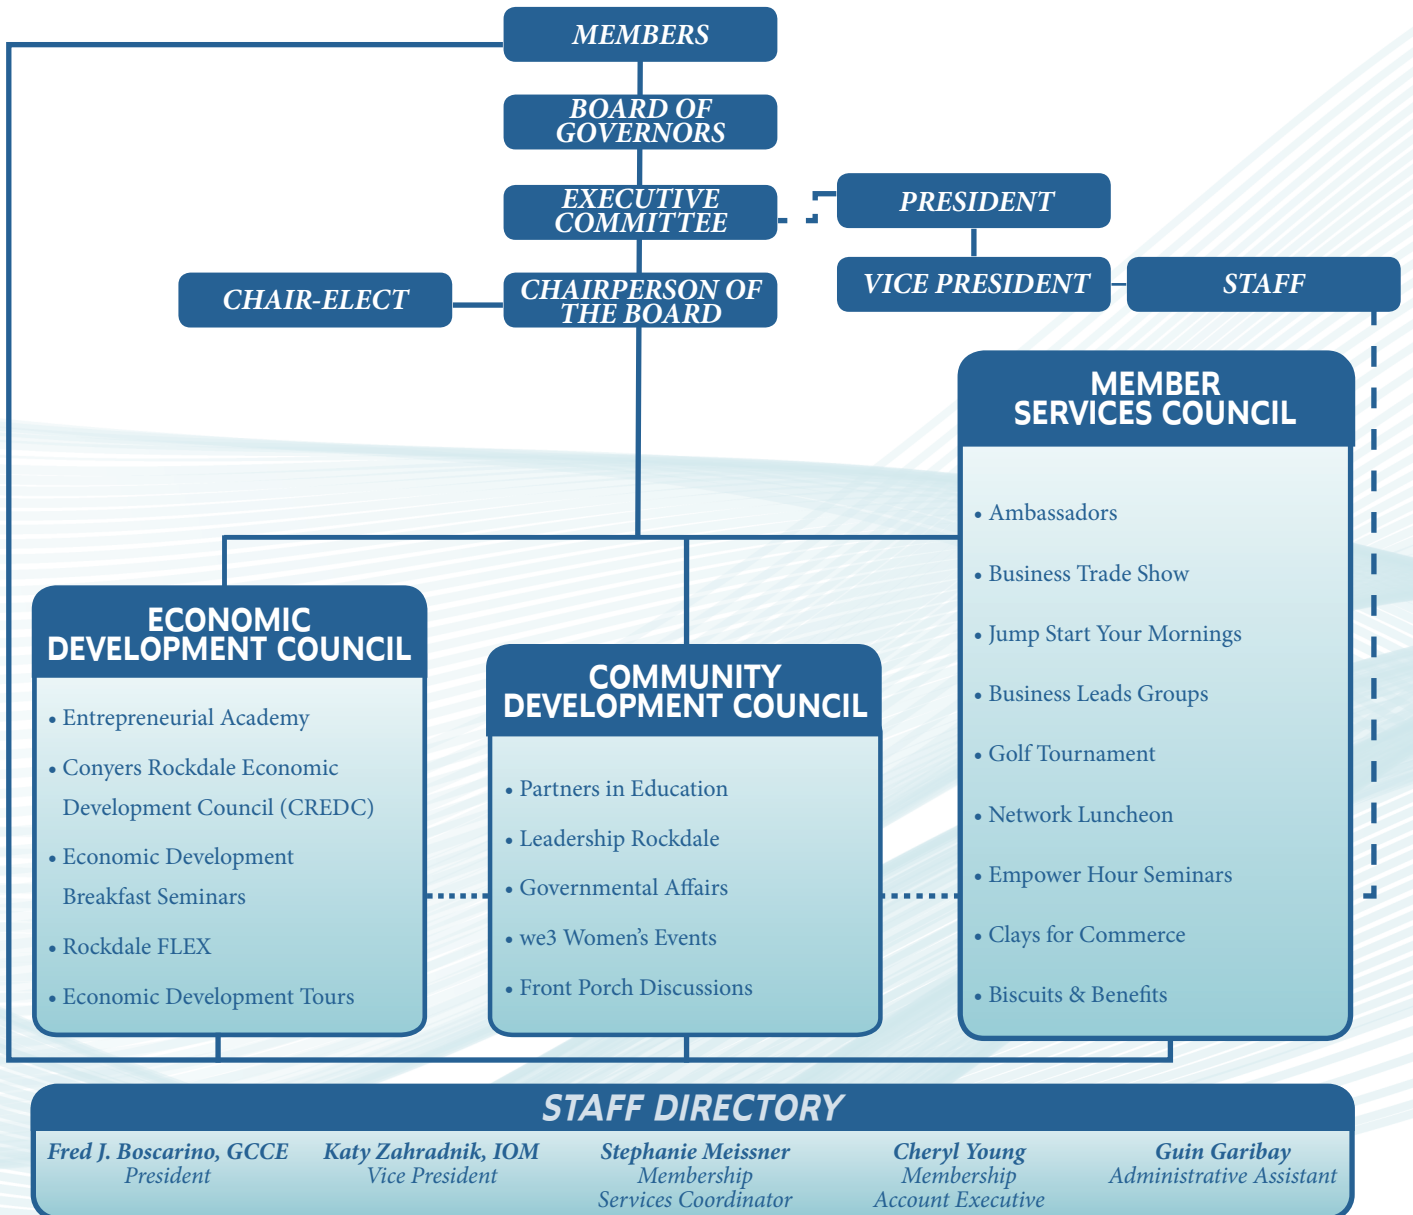 MEMBERS
BOARD OF
GOVERNORS
EXECUTIVE
COMMITTEE
PRESIDENT
CHAIR-ELECT
CHAIRPERSON OF
THE BOARD
VICE PRESIDENT
STAFF
MEMBER
SERVICES COUNCIL
• Ambassadors
• Business Trade Show
• Jump Start Your Mornings
• Business Leads Groups
• Golf Tournament
• Network Luncheon
• Empower Hour Seminars
• Clays for Commerce
• Biscuits & Benefits
ECONOMIC
DEVELOPMENT COUNCIL
• Entrepreneurial Academy
• Conyers Rockdale Economic
Development Council (CREDC)
• Economic Development
Breakfast Seminars
• Rockdale FLEX
• Economic Development Tours
COMMUNITY
DEVELOPMENT COUNCIL
• Partners in Education
• Leadership Rockdale
• Governmental Affairs
• we3 Women's Events
• Front Porch Discussions
STAFF DIRECTORY
Fred J. Boscarino, GCCE
President
Katy Zahradnik, IOM
Vice President
Stephanie Meissner
Membership
Services Coordinator
Cheryl Young
Membership
Account Executive
Guin Garibay
Administrative Assistant